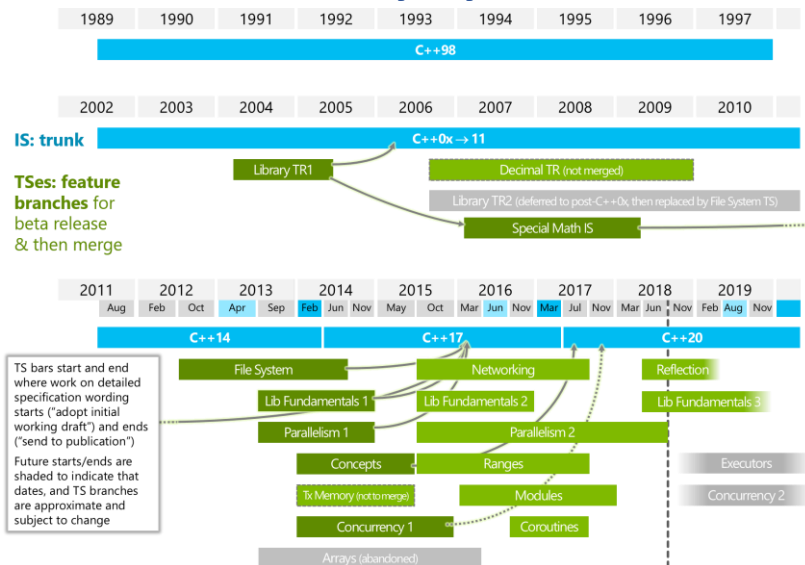 1989 1990 1991 1992 1993 1994 1995 1996 1997
C++98
2002 2003 2004 2005 2006 2007 2008 2009 2010
IS: trunk
C++0x → 11
TSes: feature
branches for
beta release
& then merge
Library TR1
Decimal TR (not merged)
Library TR2 (deferred to post-C++0x, then replaced by File System TS)
Special Math IS
2011 2012 2013 2014 2015 2016 2017 2018 2019
Aug Feb Oct Apr Sep Feb Jun Nov May Oct Mar Jun Nov Mar Jul Nov Mar Jun Nov Feb Aug Nov
C++14 C++17 C++20
TS bars start and end
where work on detailed
specification wording
starts ("adopt initial
working draft") and ends
("send to publication")
Future starts/ends are
shaded to indicate that
dates, and TS branches
are approximate and
subject to change
File System Networking Reflection
Lib Fundamentals 1 Lib Fundamentals 2 Lib Fundamentals 3
Parallelism 1 Parallelism 2
Concepts Ranges Executors
Tx Memory (not to merge) Modules Concurrency 2
Concurrency 1 Coroutines
Arrays (abandoned)